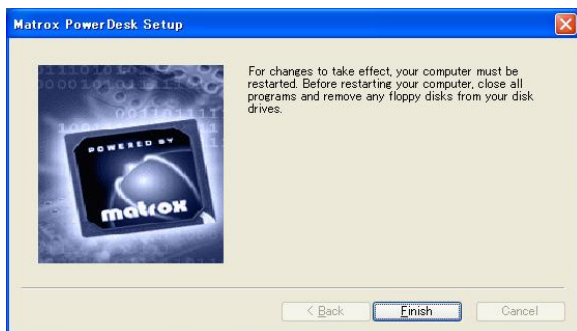 Matrox PowerDesk Setup
For changes to take effect, your computer must be
restarted. Before restarting your computer, close all
programs and remove any floppy disks from your disk
drives.
POWERED BY
matrox
< Back
Finish
Cancel